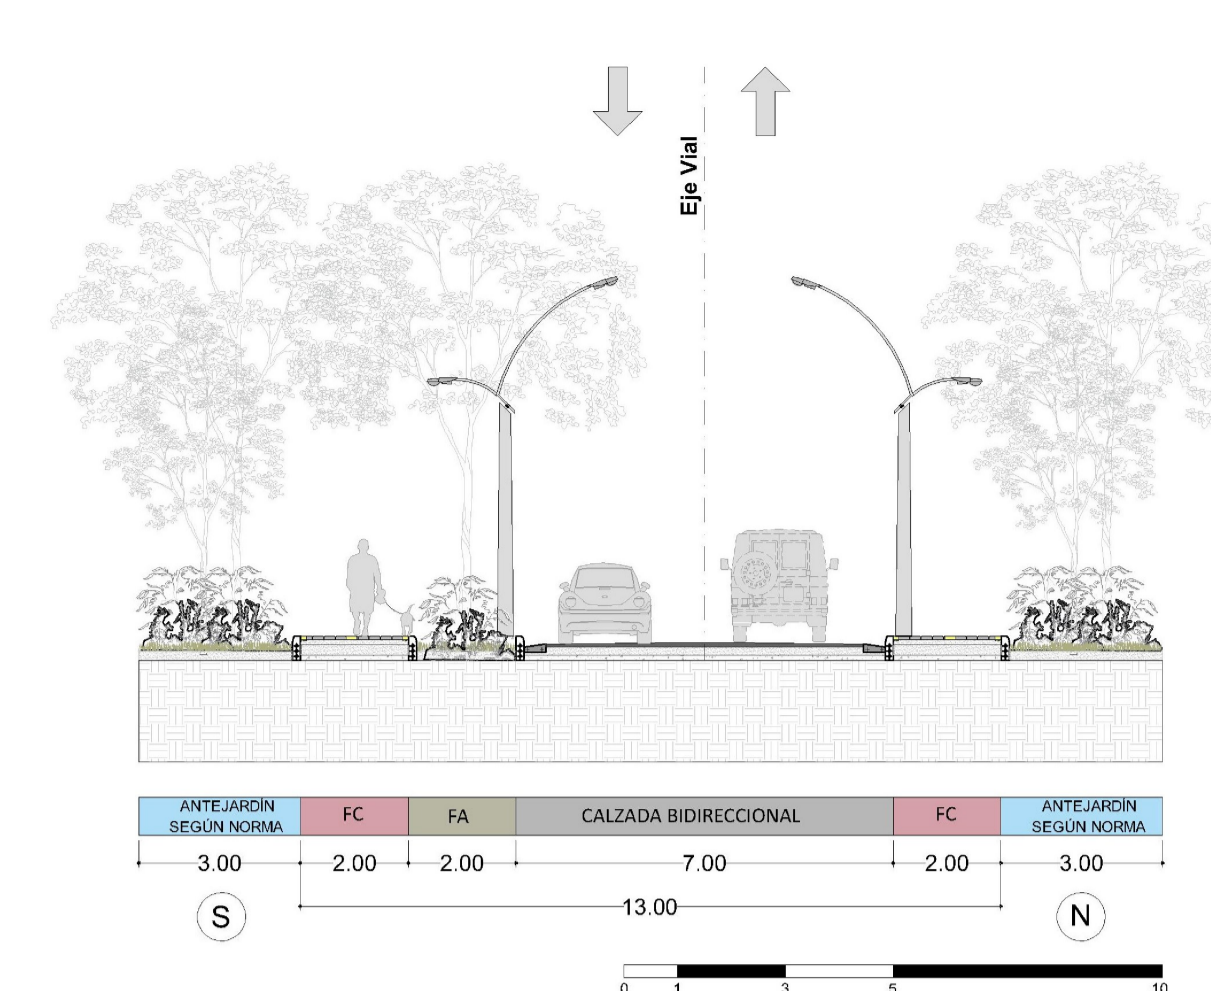 Eje Vial
ANTEJARDÍN
SEGÚN NORMA
FC
FA
CALZADA BIDIRECCIONAL
FC
ANTEJARDÍN
SEGÚN NORMA
3.00
2.00
2.00
7.00
2.00
3.00
13.00
S
N
0
1
3
5
10